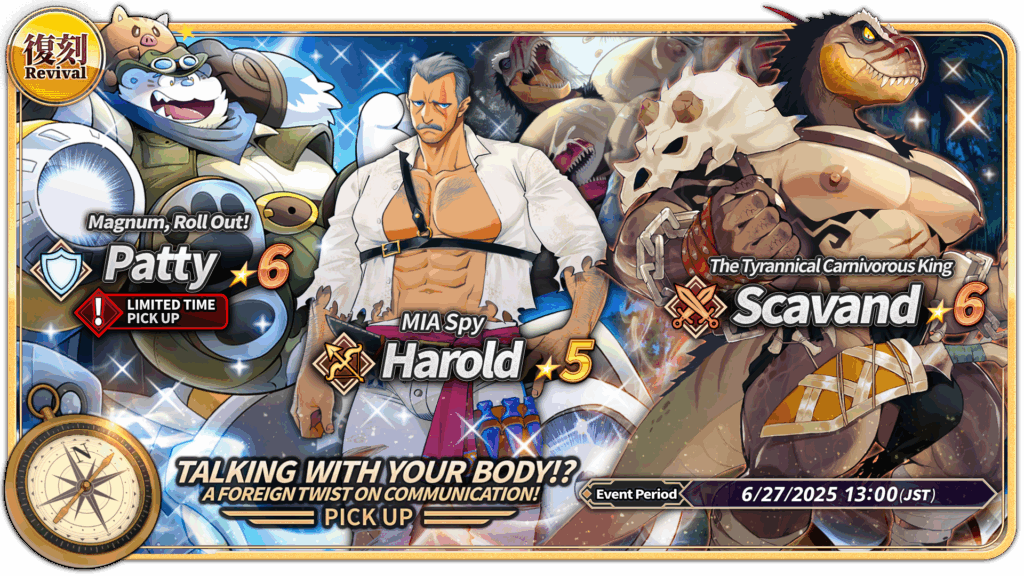 復刻
Revival
Magnum, Roll Out!
Patty ★6
LIMITED TIME
PICK UP
MIA Spy
Harold ★5
The Tyrannical Carnivorous King
Scavand ★6
N
TALKING WITH YOUR BODY!?
A FOREIGN TWIST ON COMMUNICATION!
PICK UP
Event Period
6/27/2025 13:00(JST)